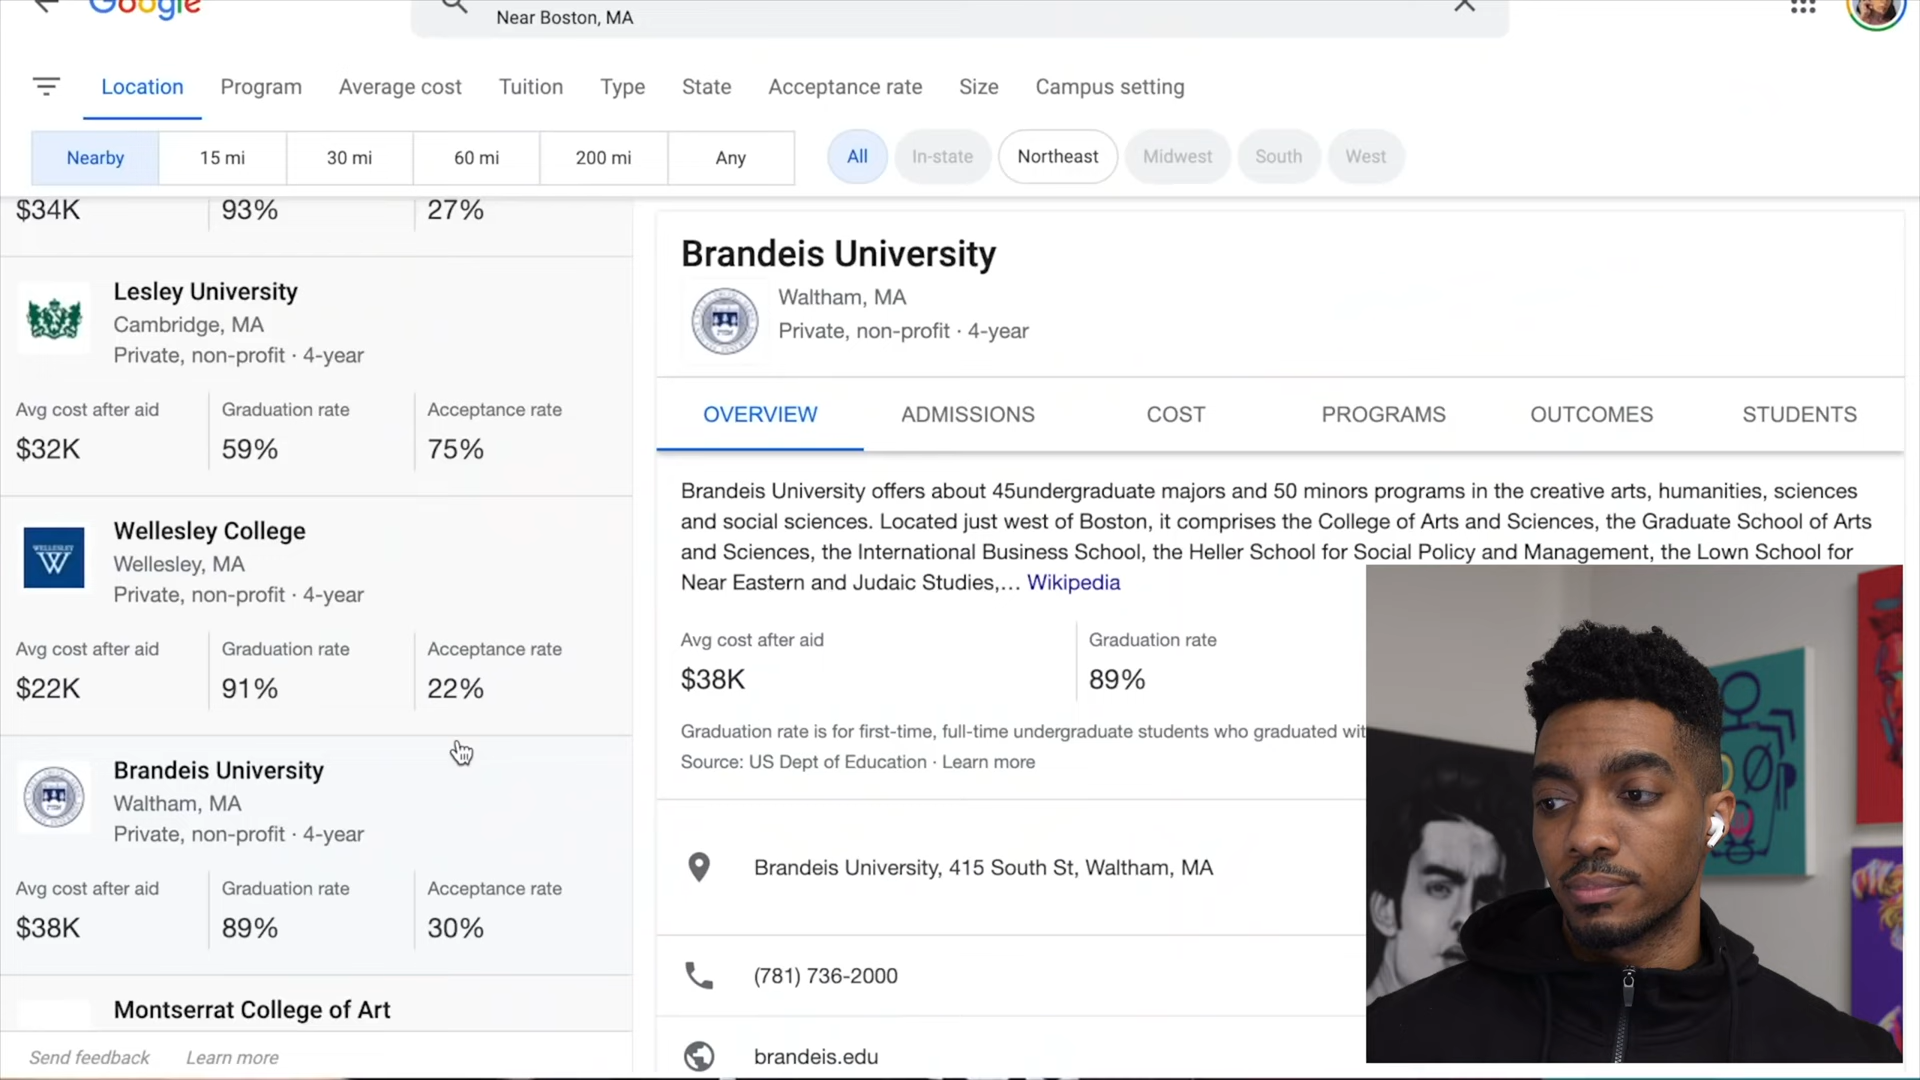 Google
Near Boston, MA
Location Program Average cost Tuition Type State Acceptance rate Size Campus setting
Nearby 15 mi 30 mi 60 mi 200 mi Any All In-state Northeast Midwest South West
$34K 93% 27%
Lesley University
Cambridge, MA
Private, non-profit · 4-year
Avg cost after aid Graduation rate Acceptance rate
$32K 59% 75%
WELLESLEY
W
Wellesley College
Wellesley, MA
Private, non-profit · 4-year
Avg cost after aid Graduation rate Acceptance rate
$22K 91% 22%
Brandeis University
Waltham, MA
Private, non-profit · 4-year
Avg cost after aid Graduation rate Acceptance rate
$38K 89% 30%
Montserrat College of Art
Send feedback Learn more
Brandeis University
Waltham, MA
Private, non-profit · 4-year
OVERVIEW ADMISSIONS COST PROGRAMS OUTCOMES STUDENTS
Brandeis University offers about 45undergraduate majors and 50 minors programs in the creative arts, humanities, sciences
and social sciences. Located just west of Boston, it comprises the College of Arts and Sciences, the Graduate School of Arts
and Sciences, the International Business School, the Heller School for Social Policy and Management, the Lown School for
Near Eastern and Judaic Studies,… Wikipedia
Avg cost after aid Graduation rate
$38K 89%
Graduation rate is for first-time, full-time undergraduate students who graduated wit
Source: US Dept of Education · Learn more
Brandeis University, 415 South St, Waltham, MA
(781) 736-2000
brandeis.edu